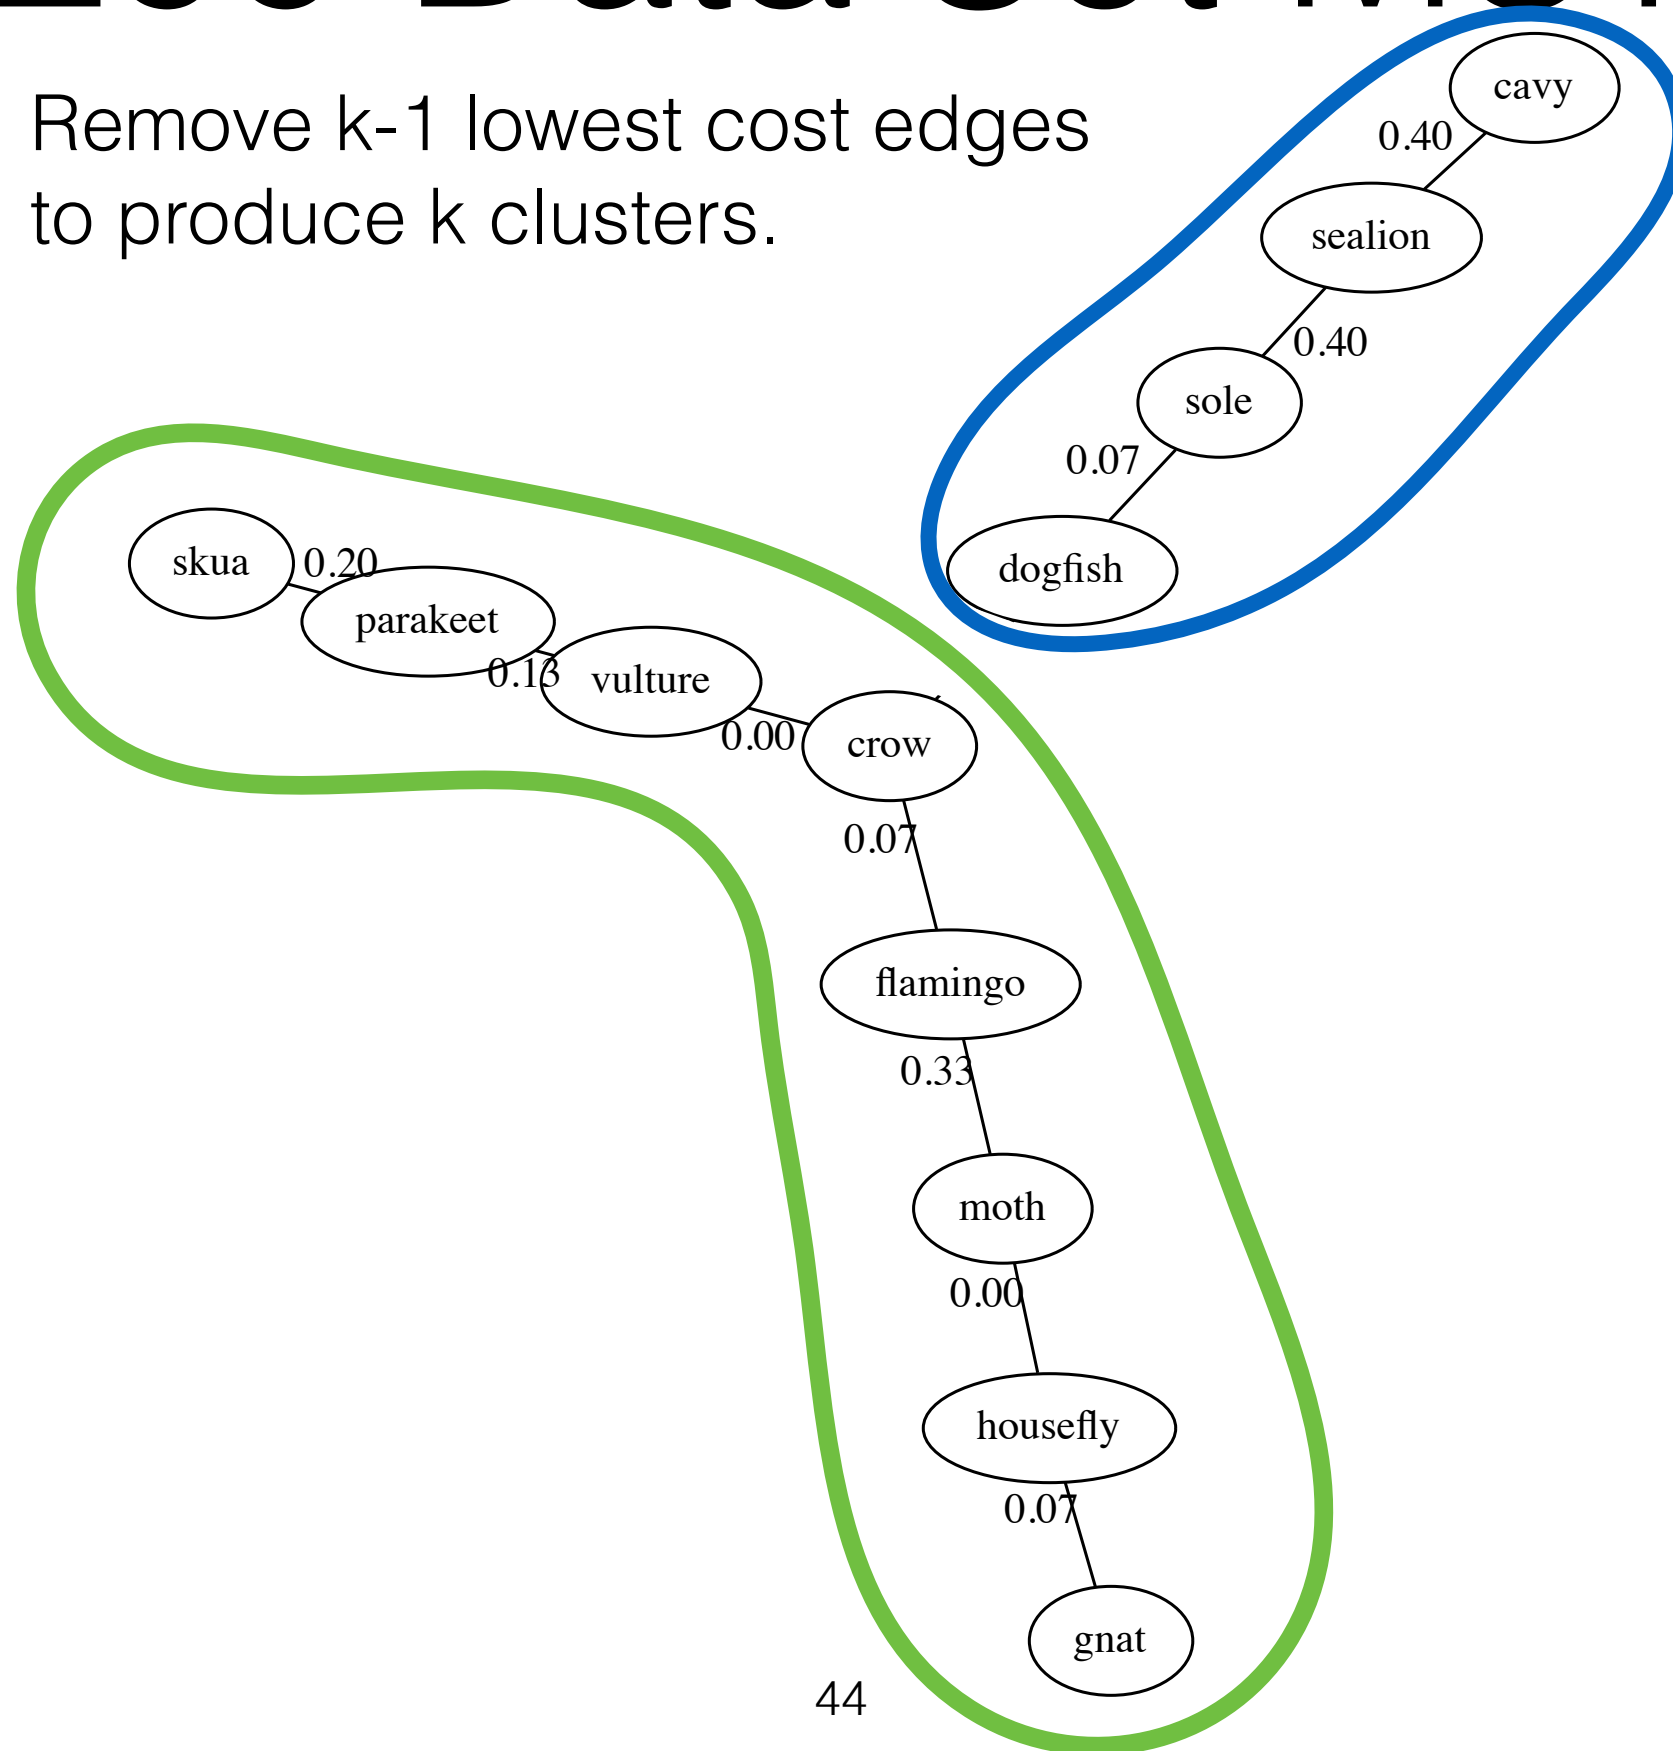 Remove k-1 lowest cost edges
to produce k clusters.
cavy
0.40
sealion
0.40
sole
0.07
dogfish
skua
0.20
parakeet
0.13
vulture
0.00
crow
0.07
flamingo
0.33
moth
0.00
housefly
0.07
gnat
44